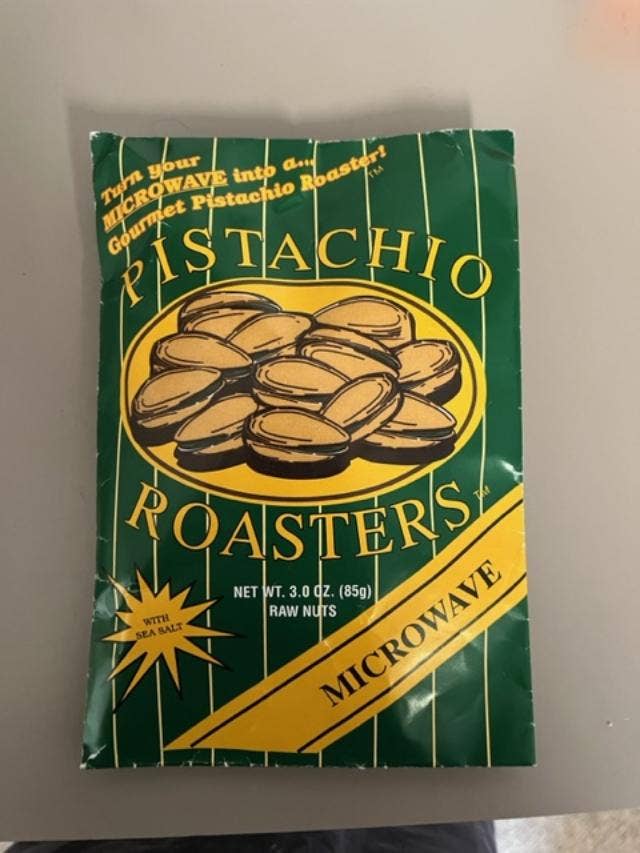 Turn your
MICROWAVE into a...
Gourmet Pistachio Roaster!
TM
PISTACHIO
ROASTERS TM
NET WT. 3.0 OZ. (85g)
RAW NUTS
WITH
SEA SALT
MICROWAVE